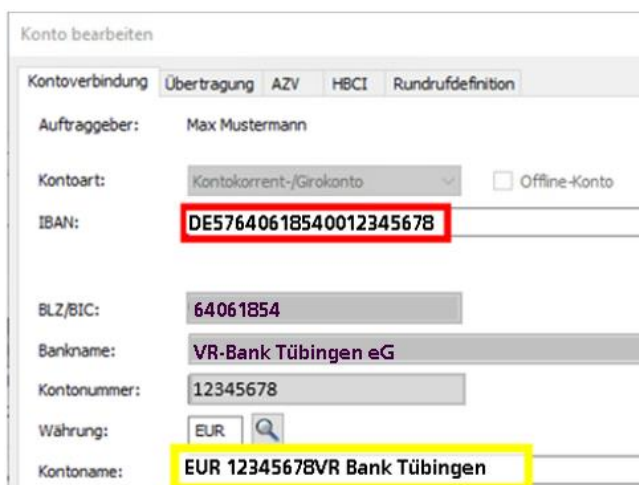 Konto bearbeiten
Kontoverbindung Übertragung AZV HBCI Rundrufdefinition
Auftraggeber: Max Mustermann
Kontoart: Kontokorrent-/Girokonto Offline-Konto
IBAN: DE57640618540012345678
BLZ/BIC: 64061854
Bankname: VR-Bank Tübingen eG
Kontonummer: 12345678
Währung: EUR
Kontoname: EUR 12345678VR Bank Tübingen